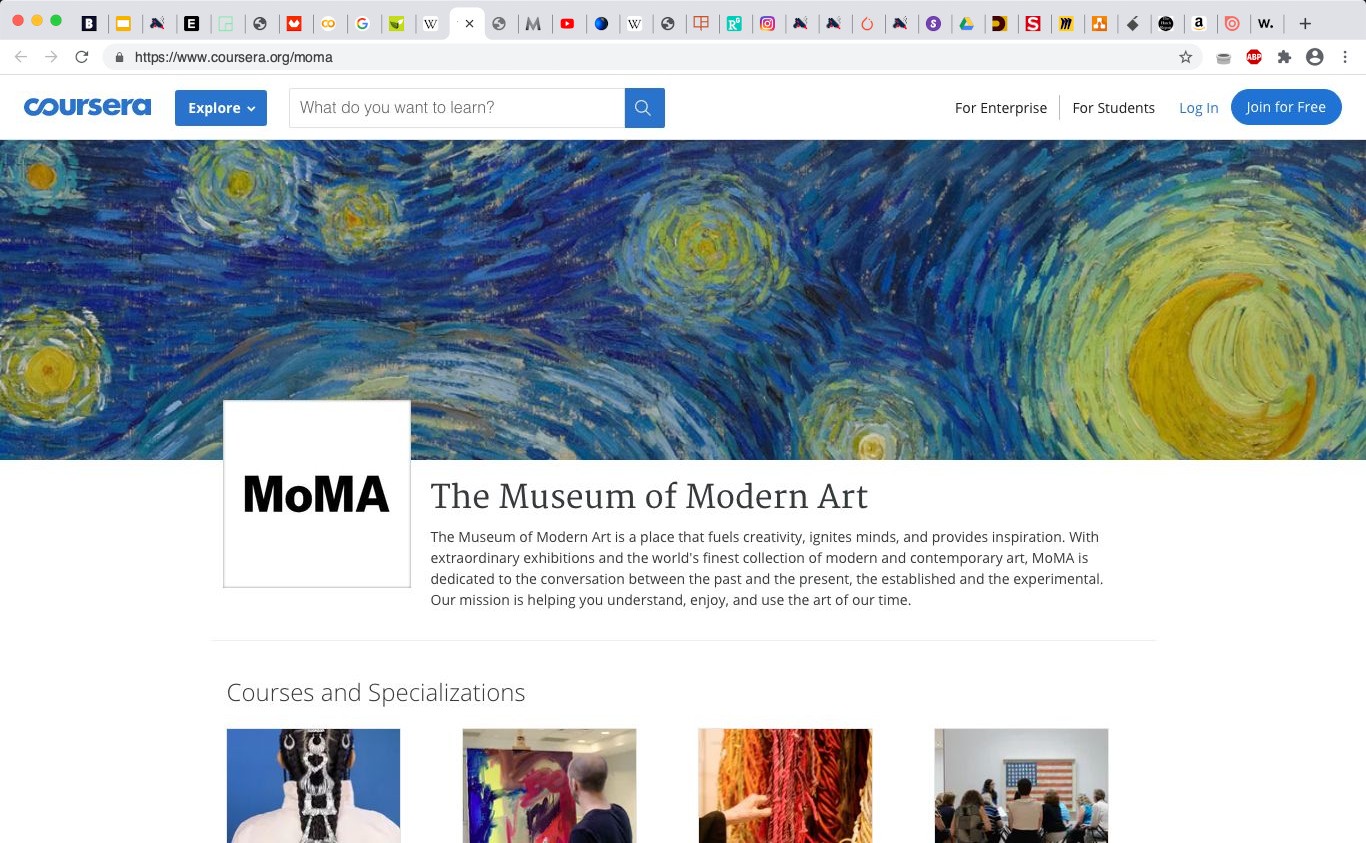 https://www.coursera.org/moma
ABP
coursera
Explore
What do you want to learn?
For Enterprise
For Students
Log In
Join for Free
MoMA
The Museum of Modern Art
The Museum of Modern Art is a place that fuels creativity, ignites minds, and provides inspiration. With
extraordinary exhibitions and the world's finest collection of modern and contemporary art, MoMA is
dedicated to the conversation between the past and the present, the established and the experimental.
Our mission is helping you understand, enjoy, and use the art of our time.
Courses and Specializations